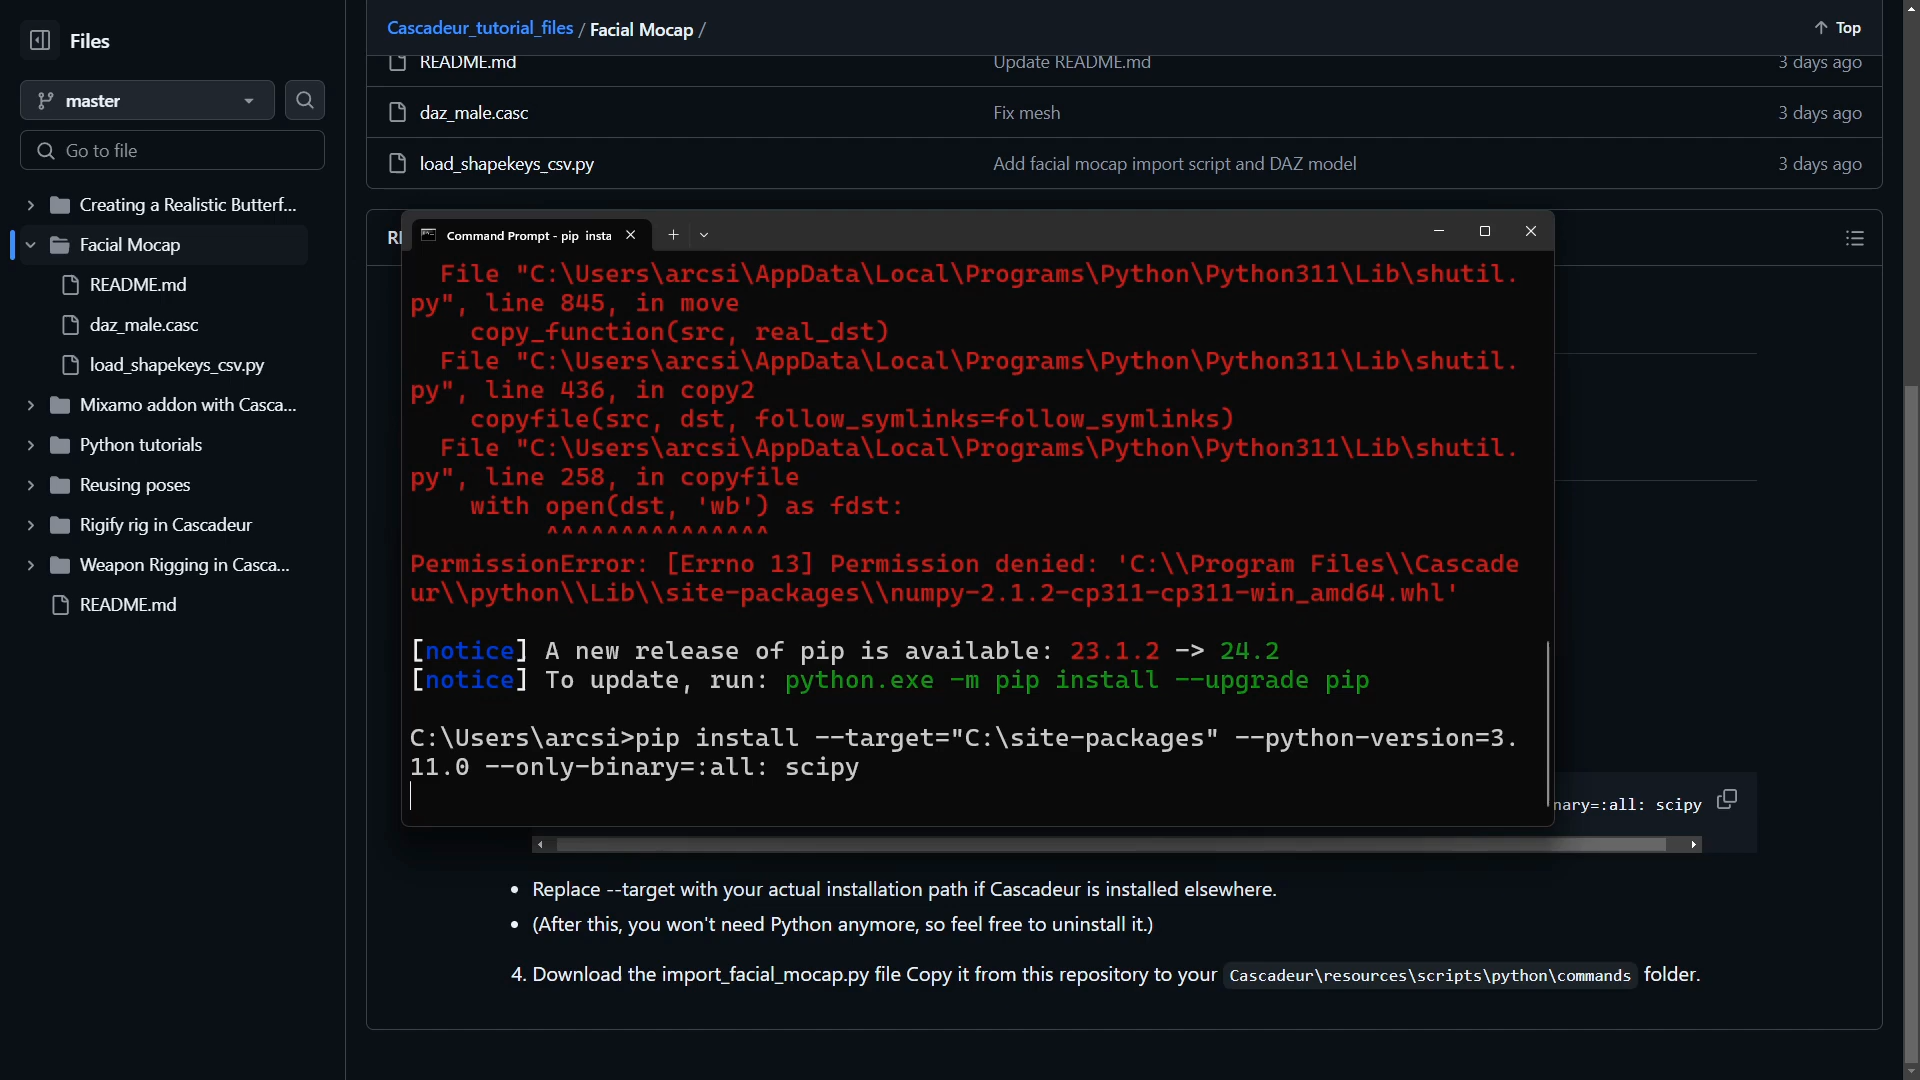 Files
master
Go to file
Creating a Realistic Butterf...
Facial Mocap
README.md
daz_male.casc
load_shapekeys_csv.py
Mixamo addon with Casca...
Python tutorials
Reusing poses
Rigify rig in Cascadeur
Weapon Rigging in Casca...
README.md
Cascadeur_tutorial_files / Facial Mocap /
Top
README.md Update README.md 3 days ago
daz_male.casc Fix mesh 3 days ago
load_shapekeys_csv.py Add facial mocap import script and DAZ model 3 days ago
Command Prompt - pip insta
File "C:\Users\arcsi\AppData\Local\Programs\Python\Python311\Lib\shutil.
py", line 845, in move
copy_function(src, real_dst)
File "C:\Users\arcsi\AppData\Local\Programs\Python\Python311\Lib\shutil.
py", line 436, in copy2
copyfile(src, dst, follow_symlinks=follow_symlinks)
File "C:\Users\arcsi\AppData\Local\Programs\Python\Python311\Lib\shutil.
py", line 258, in copyfile
with open(dst, 'wb') as fdst:
^^^^^^^^^^^^^^^
PermissionError: [Errno 13] Permission denied: 'C:\\Program Files\\Cascade
ur\\python\\Lib\\site-packages\\numpy-2.1.2-cp311-cp311-win_amd64.whl'
[notice] A new release of pip is available: 23.1.2 -> 24.2
[notice] To update, run: python.exe -m pip install --upgrade pip
C:\Users\arcsi>pip install --target="C:\site-packages" --python-version=3.
11.0 --only-binary=:all: scipy
nary=:all: scipy
Replace --target with your actual installation path if Cascadeur is installed elsewhere.
(After this, you won't need Python anymore, so feel free to uninstall it.)
4. Download the import_facial_mocap.py file Copy it from this repository to your Cascadeur\resources\scripts\python\commands folder.